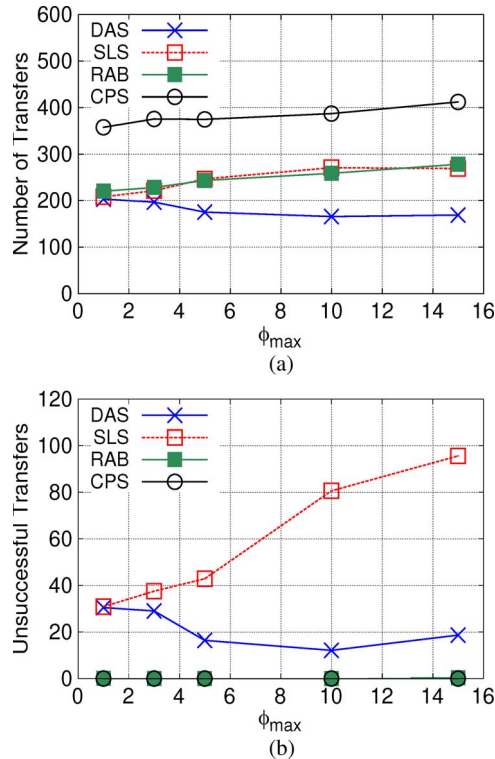 600
500
400
300
200
100
0
Number of Transfers
DAS
SLS
RAB
CPS
0 2 4 6 8 10 12 14 16
ϕmax
(a)
120
100
80
60
40
20
0
Unsuccessful Transfers
DAS
SLS
RAB
CPS
0 2 4 6 8 10 12 14 16
ϕmax
(b)